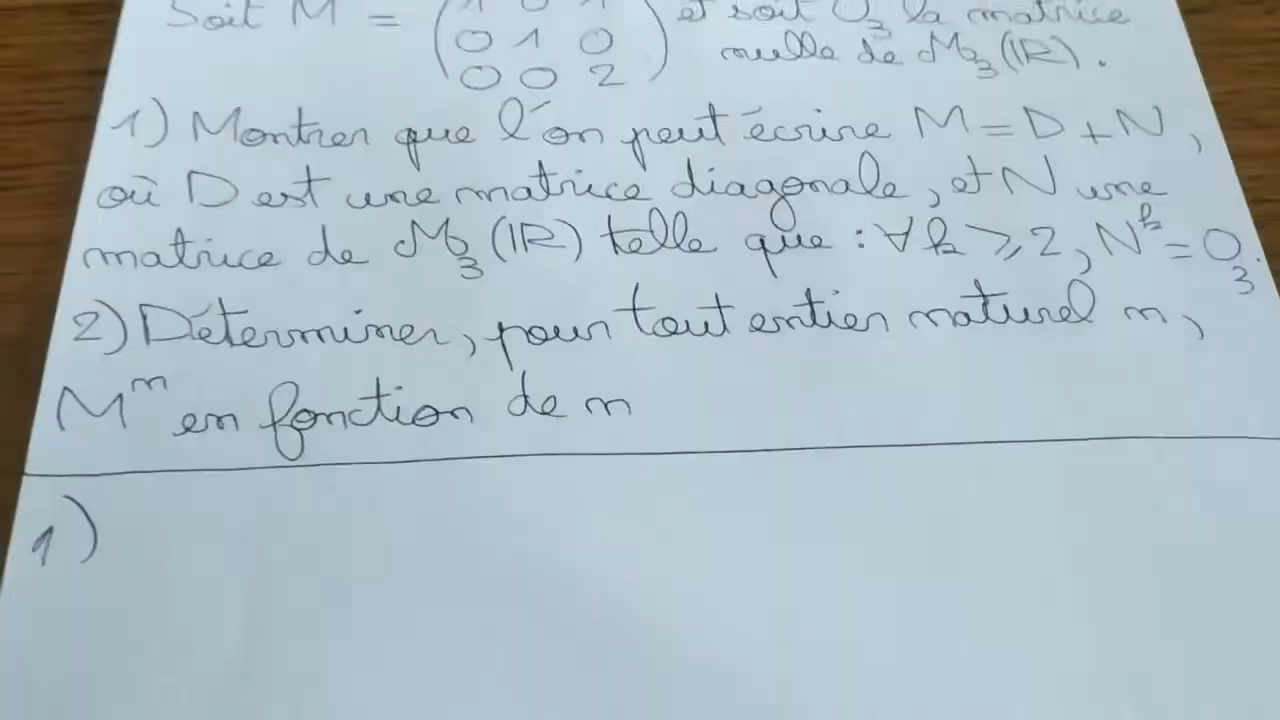 Soit M = et soit O₃ la matrice
0 1 0 nulle de M₃(IR).
0 0 2
1) Montrer que l'on peut écrire M = D + N,
où D est une matrice diagonale, et N une
matrice de M₃(IR) telle que : ∀k ⩾ 2, Nᵏ = O₃.
2) Déterminer, pour tout entier naturel n,
Mⁿ en fonction de n
1)